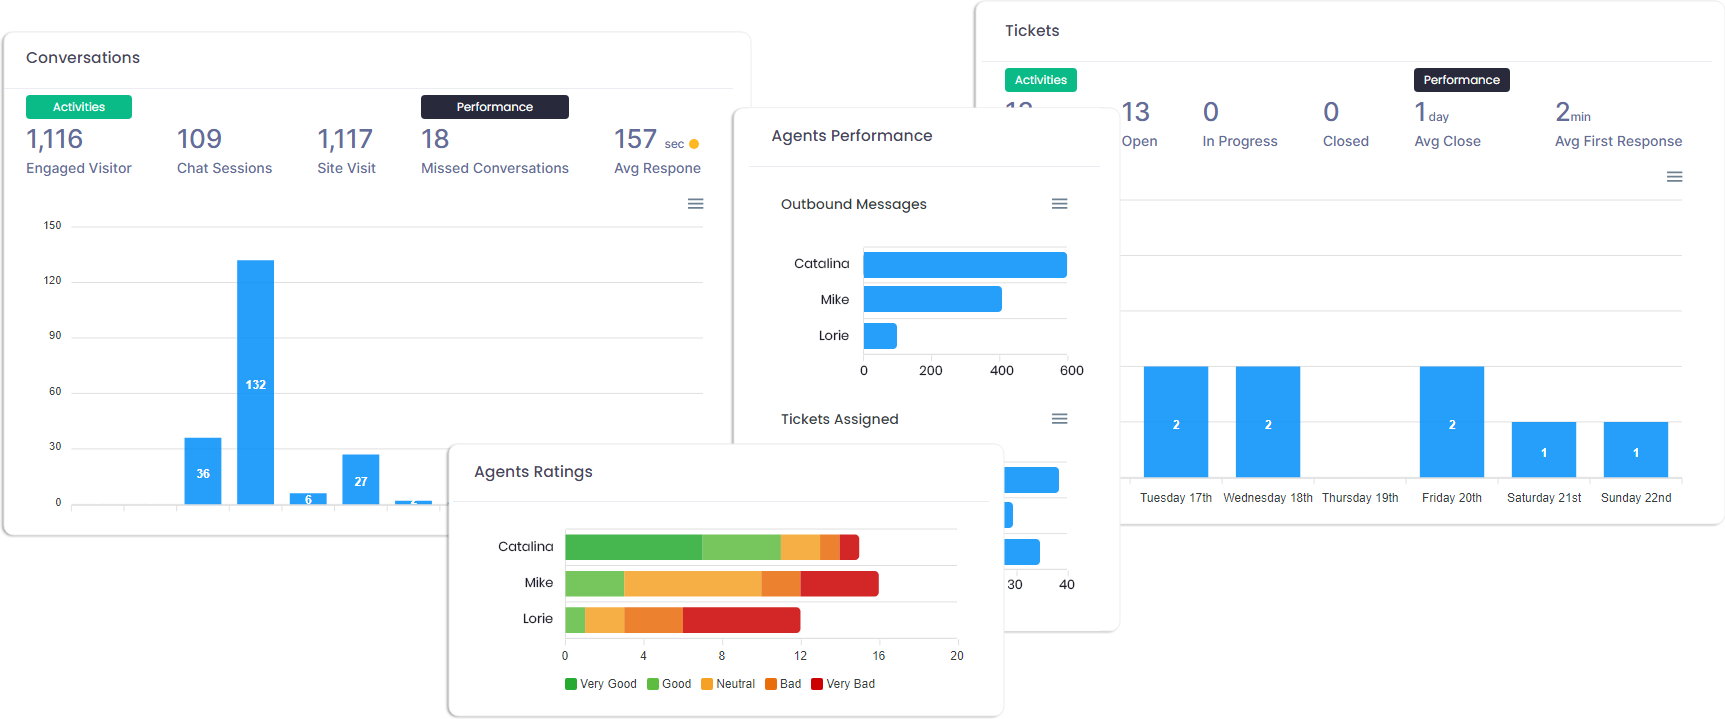 Conversations
Activities
Performance
1,116
109
1,117
18
157 sec
Engaged Visitor
Chat Sessions
Site Visit
Missed Conversations
Avg Respone
150
120
90
60
30
0
36
132
6
27
Agents Performance
Outbound Messages
Catalina
Mike
Lorie
0 200 400 600
Tickets Assigned
30 40
Agents Ratings
Catalina
Mike
Lorie
0 4 8 12 16 20
Very Good Good Neutral Bad Very Bad
Tickets
Activities
Performance
13
0
0
1day
2min
Open
In Progress
Closed
Avg Close
Avg First Response
2
2
2
1
1
Tuesday 17th Wednesday 18th Thursday 19th Friday 20th Saturday 21st Sunday 22nd